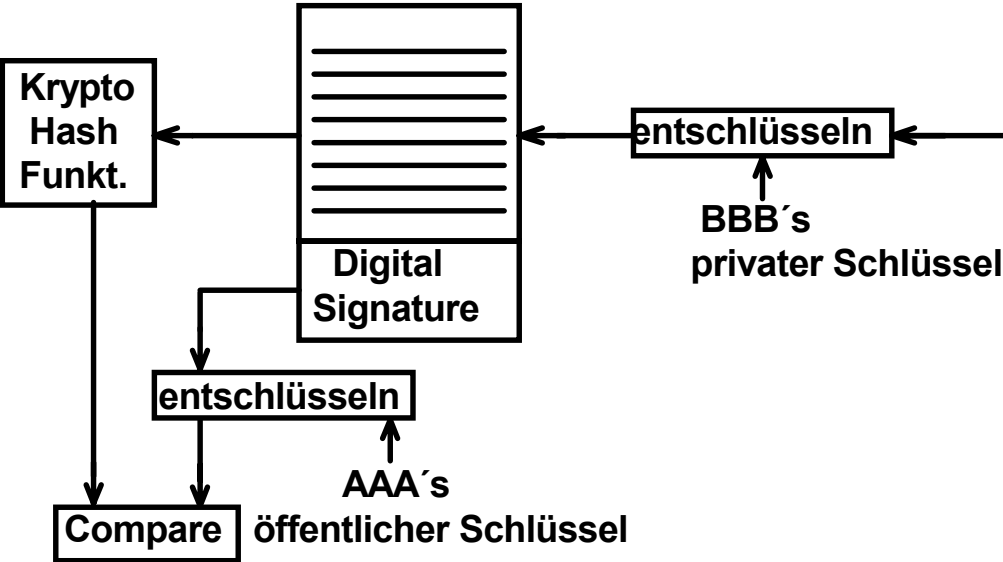 Krypto
Hash
Funkt.
entschlüsseln
BBB´s
privater Schlüssel
Digital
Signature
entschlüsseln
AAA´s
öffentlicher Schlüssel
Compare